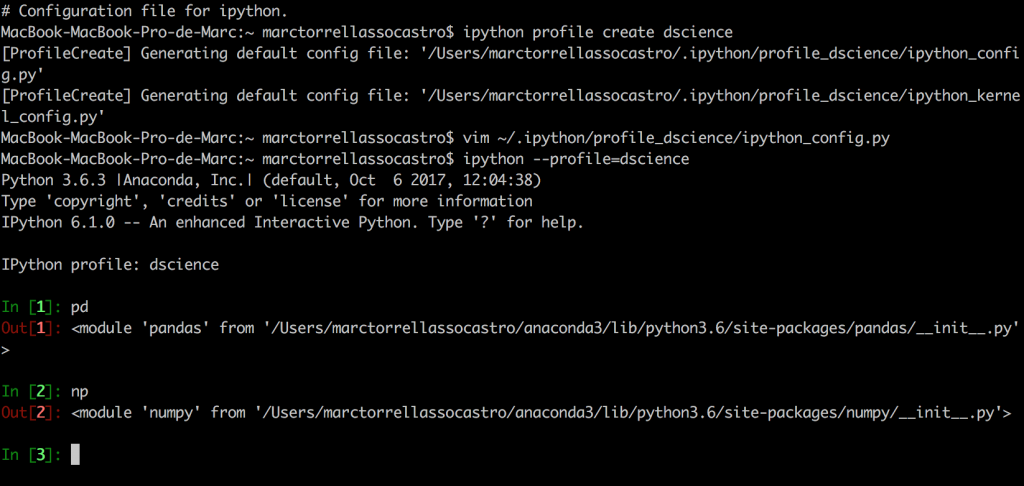 # Configuration file for ipython.
MacBook-MacBook-Pro-de-Marc:~ marctorrellassocastro$ ipython profile create dscience
[ProfileCreate] Generating default config file: '/Users/marctorrellassocastro/.ipython/profile_dscience/ipython_confi
g.py'
[ProfileCreate] Generating default config file: '/Users/marctorrellassocastro/.ipython/profile_dscience/ipython_kerne
l_config.py'
MacBook-MacBook-Pro-de-Marc:~ marctorrellassocastro$ vim ~/.ipython/profile_dscience/ipython_config.py
MacBook-MacBook-Pro-de-Marc:~ marctorrellassocastro$ ipython --profile=dscience
Python 3.6.3 |Anaconda, Inc.| (default, Oct  6 2017, 12:04:38)
Type 'copyright', 'credits' or 'license' for more information
IPython 6.1.0 -- An enhanced Interactive Python. Type '?' for help.
IPython profile: dscience
In [1]: pd
Out[1]: <module 'pandas' from '/Users/marctorrellassocastro/anaconda3/lib/python3.6/site-packages/pandas/__init__.py'
>
In [2]: np
Out[2]: <module 'numpy' from '/Users/marctorrellassocastro/anaconda3/lib/python3.6/site-packages/numpy/__init__.py'>
In [3]: